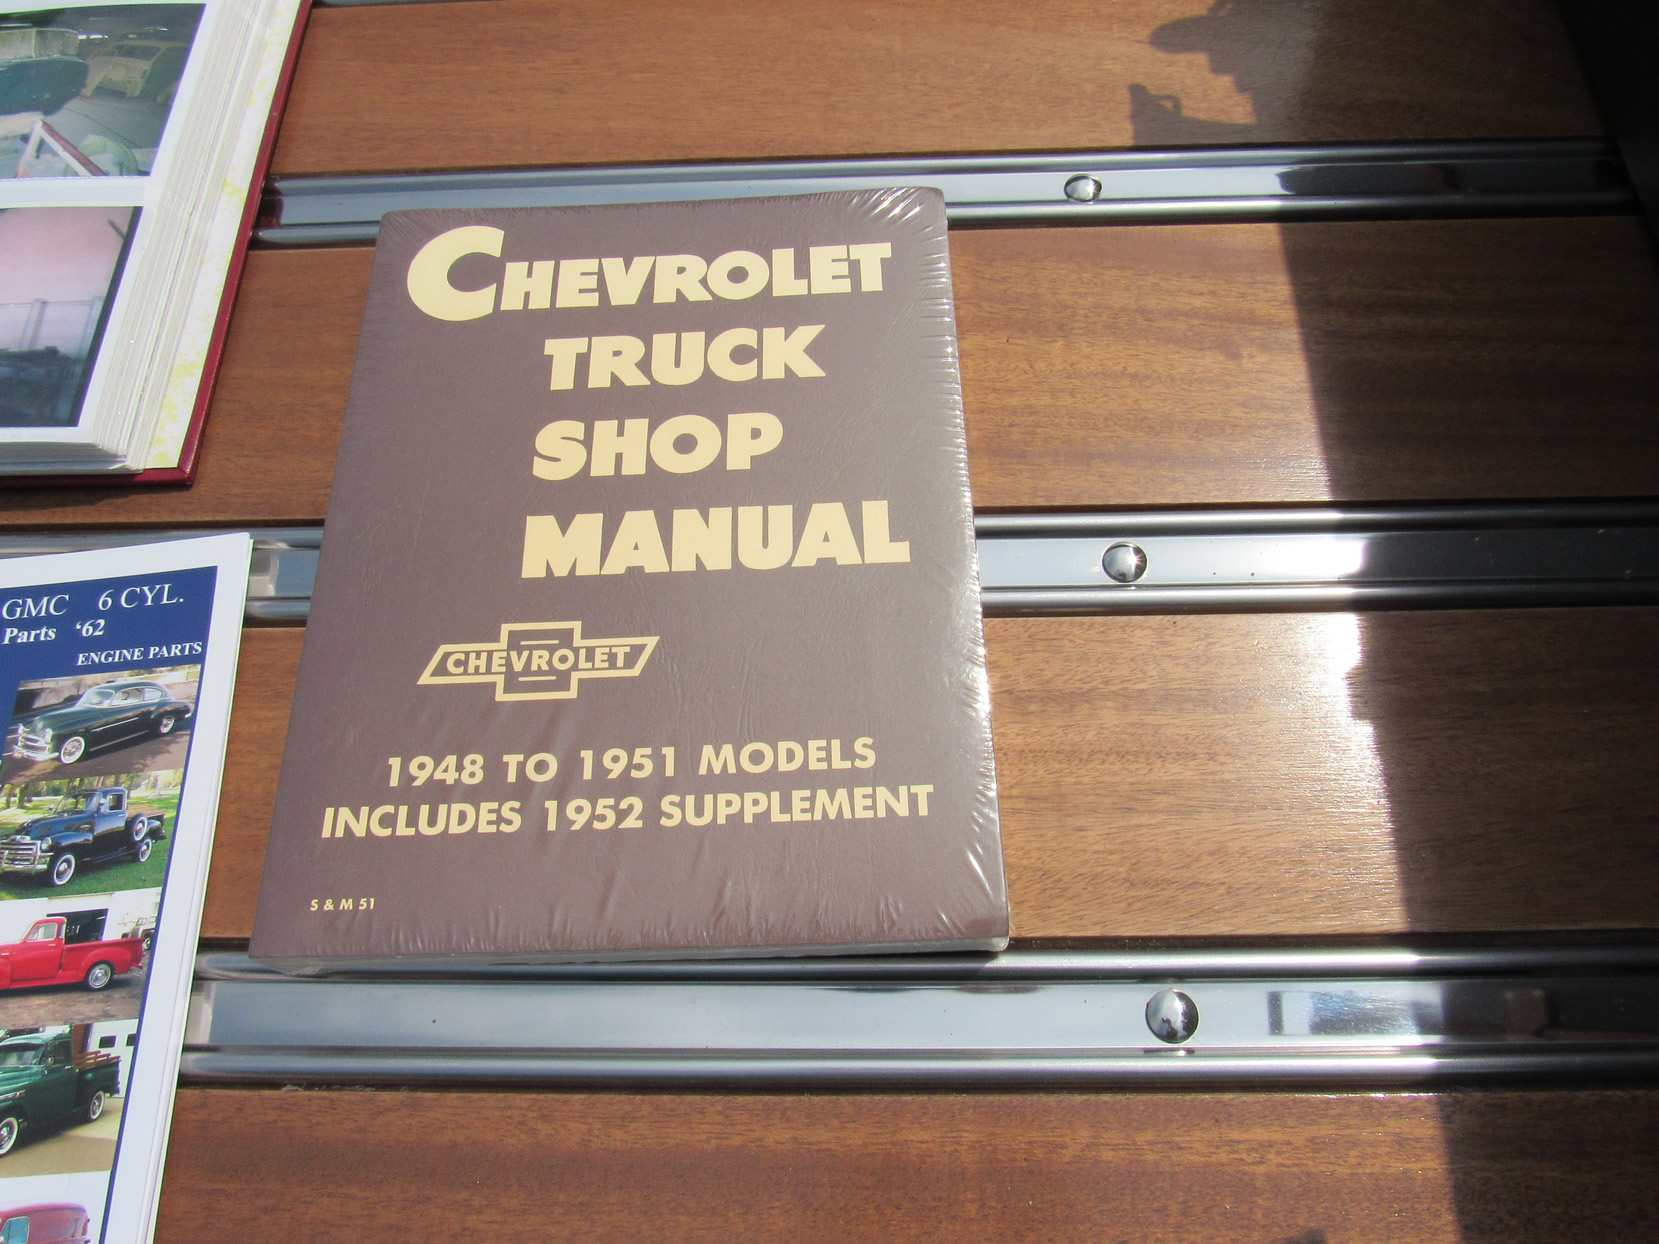 CHEVROLET
TRUCK
SHOP
MANUAL
CHEVROLET
1948 TO 1951 MODELS
INCLUDES 1952 SUPPLEMENT
S & M 51
GMC 6 CYL.
Parts ‘62
ENGINE PARTS